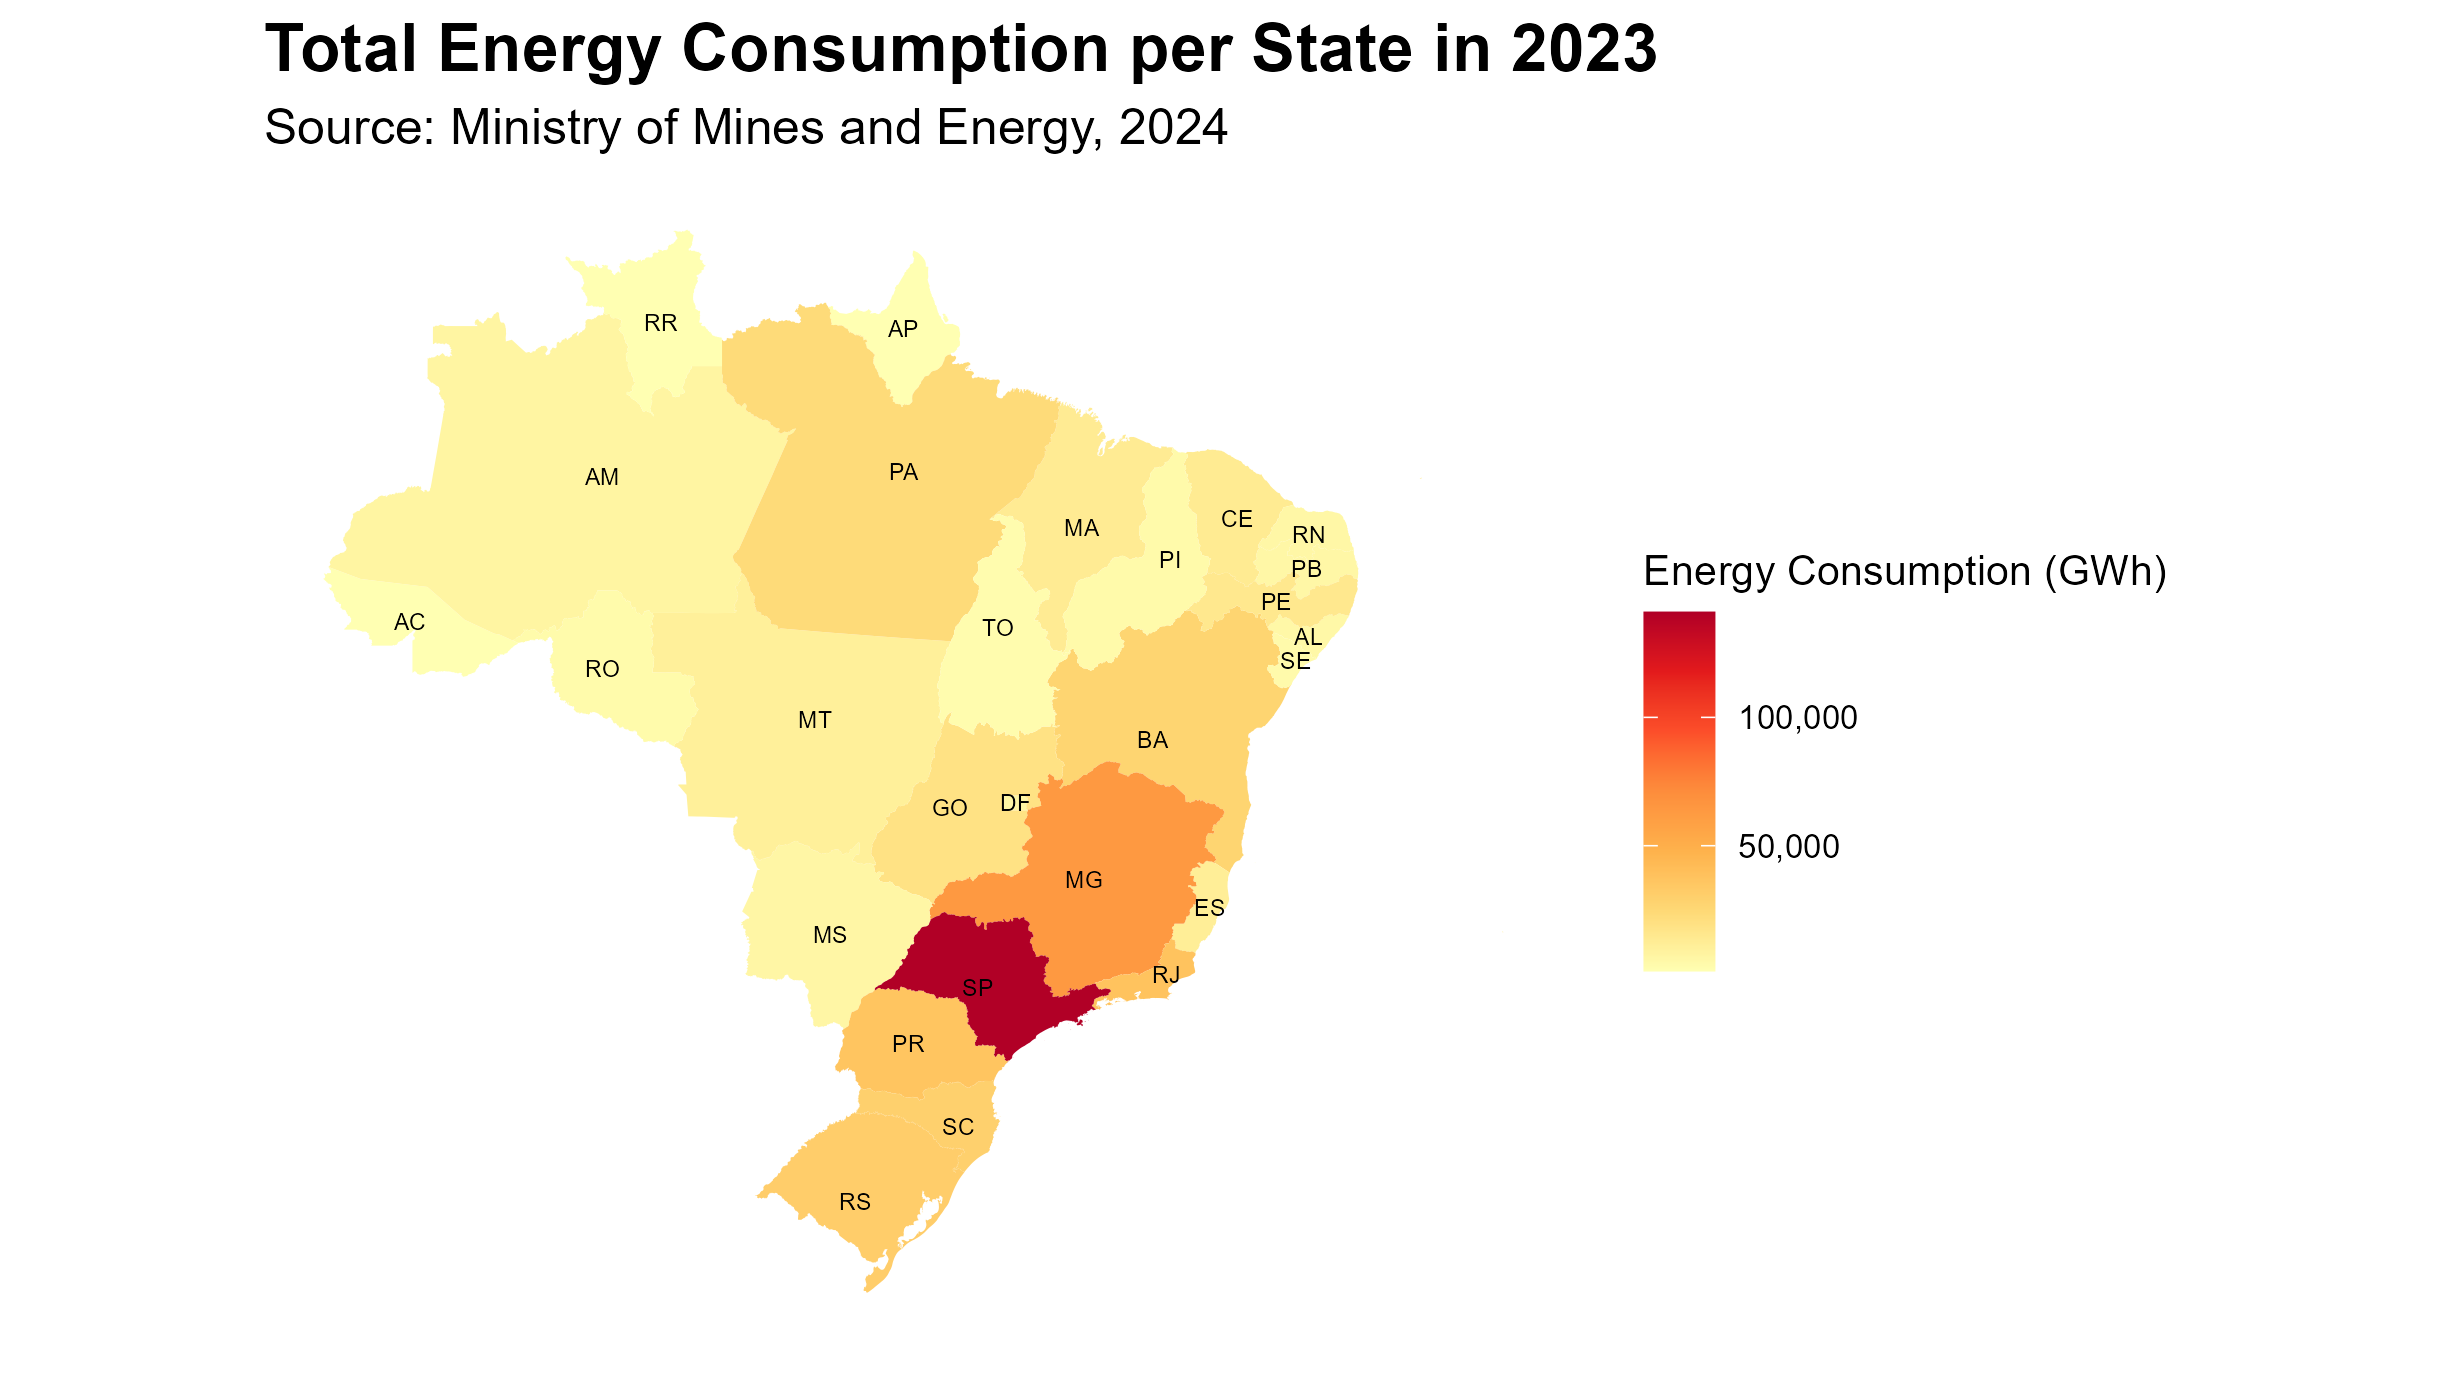 Total Energy Consumption per State in 2023
Source: Ministry of Mines and Energy, 2024
RR
AP
AM
PA
MA
CE
RN
PI
PB
PE
AC
TO
AL
SE
RO
MT
BA
GO
DF
MG
ES
MS
RJ
SP
PR
SC
RS
Energy Consumption (GWh)
100,000
50,000